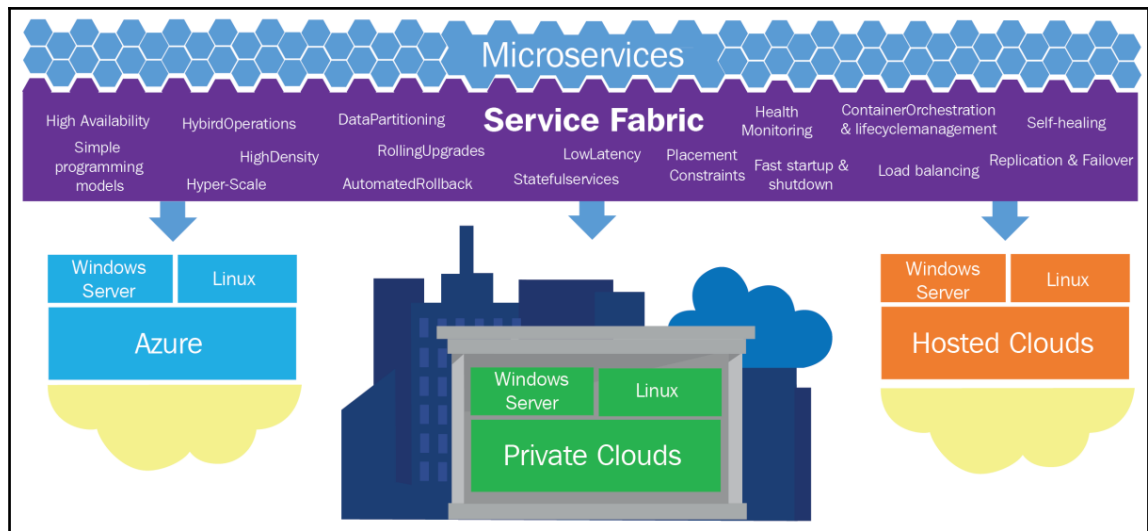 Microservices
Service Fabric
High Availability
HybirdOperations
DataPartitioning
Health
Monitoring
ContainerOrchestration
& lifecyclemanagement
Self-healing
Simple
programming
models
HighDensity
Hyper-Scale
RollingUpgrades
AutomatedRollback
LowLatency
Statefulservices
Placement
Constraints
Fast startup &
shutdown
Load balancing
Replication & Failover
Windows
Server
Linux
Azure
Windows
Server
Linux
Private Clouds
Windows
Server
Linux
Hosted Clouds